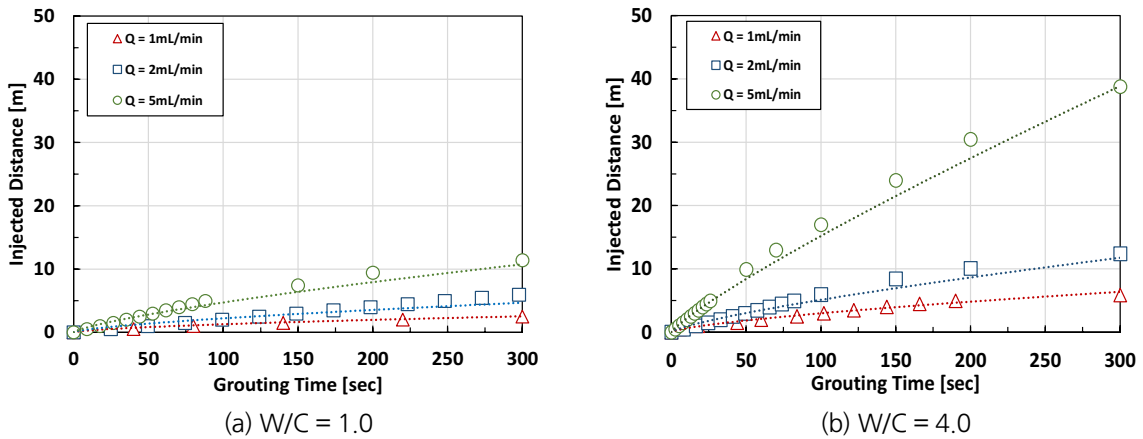 50
40
30
20
10
0
Injected Distance [m]
Q = 1mL/min
Q = 2mL/min
Q = 5mL/min
0 50 100 150 200 250 300
Grouting Time [sec]
(a) W/C = 1.0
50
40
30
20
10
0
Injected Distance [m]
Q = 1mL/min
Q = 2mL/min
Q = 5mL/min
0 50 100 150 200 250 300
Grouting Time [sec]
(b) W/C = 4.0